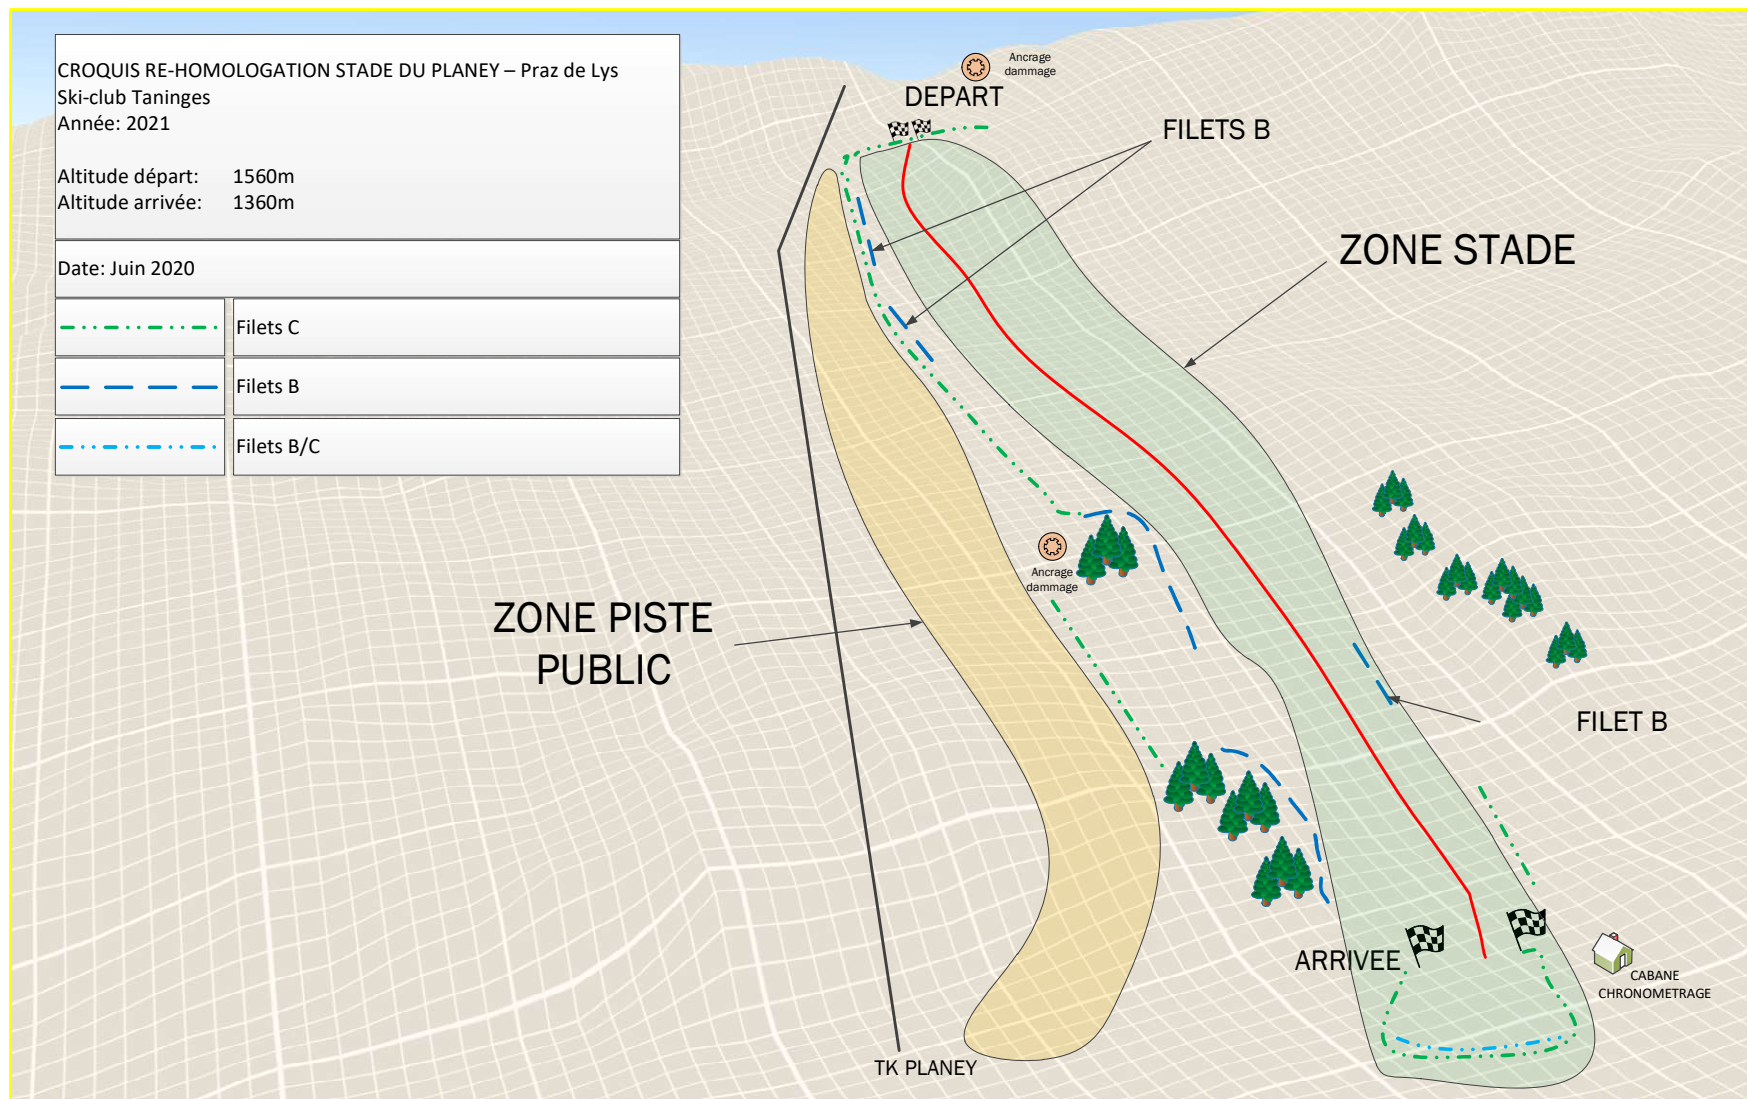 CROQUIS RE-HOMOLOGATION STADE DU PLANEY – Praz de Lys
Ski-club Taninges
Année: 2021
Altitude départ: 1560m
Altitude arrivée: 1360m
Date: Juin 2020
Filets C
Filets B
Filets B/C
Ancrage
dammage
DEPART
FILETS B
ZONE STADE
Ancrage
dammage
ZONE PISTE
PUBLIC
FILET B
ARRIVEE
CABANE
CHRONOMETRAGE
TK PLANEY